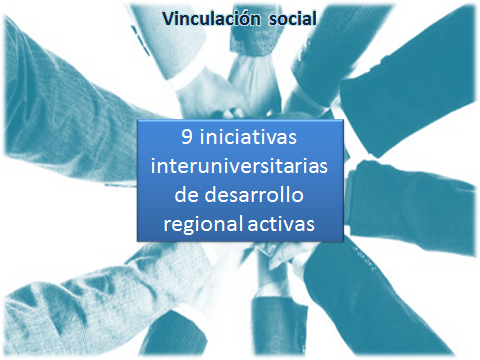 Vinculación social
9 iniciativas
interuniversitarias
de desarrollo
regional activas